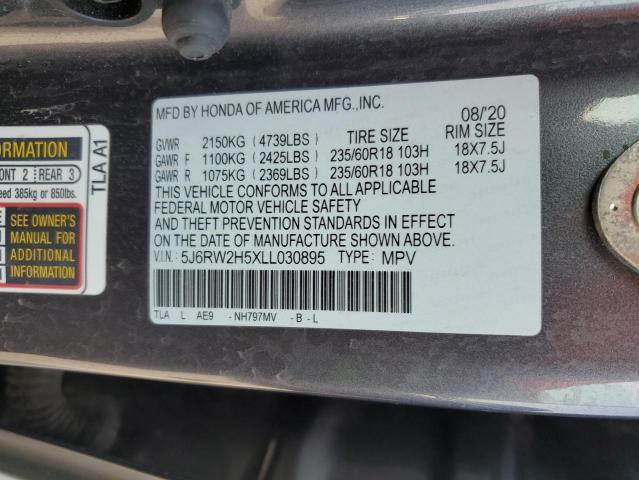 MFD BY HONDA OF AMERICA MFG.,INC. 08/'20
GVWR 2150KG (4739LBS) TIRE SIZE RIM SIZE
GAWR F 1100KG (2425LBS) 235/60R18 103H 18X7.5J
GAWR R 1075KG (2369LBS) 235/60R18 103H 18X7.5J
THIS VEHICLE CONFORMS TO ALL APPLICABLE
FEDERAL MOTOR VEHICLE SAFETY
AND THEFT PREVENTION STANDARDS IN EFFECT
ON THE DATE OF MANUFACTURE SHOWN ABOVE.
V.I.N.: 5J6RW2H5XLL030895 TYPE: MPV
TLA L AE9 -NH797MV -B-L
TLA A1
2 REAR 3
385kg or 850lbs.
SEE OWNER'S
MANUAL FOR
ADDITIONAL
INFORMATION